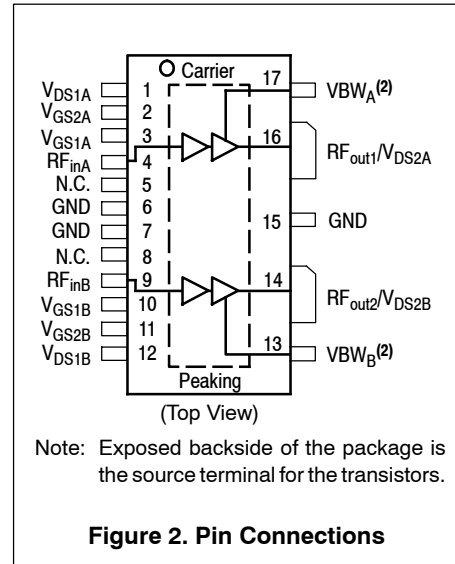 Carrier
V_DS1A 1
V_GS2A 2
V_GS1A 3
RF_inA 4
N.C. 5
GND 6
GND 7
N.C. 8
RF_inB 9
V_GS1B 10
V_GS2B 11
V_DS1B 12
17 VBW_A(2)
16 RF_out1/V_DS2A
15 GND
14 RF_out2/V_DS2B
13 VBW_B(2)
Peaking
(Top View)
Note: Exposed backside of the package is
the source terminal for the transistors.
Figure 2. Pin Connections